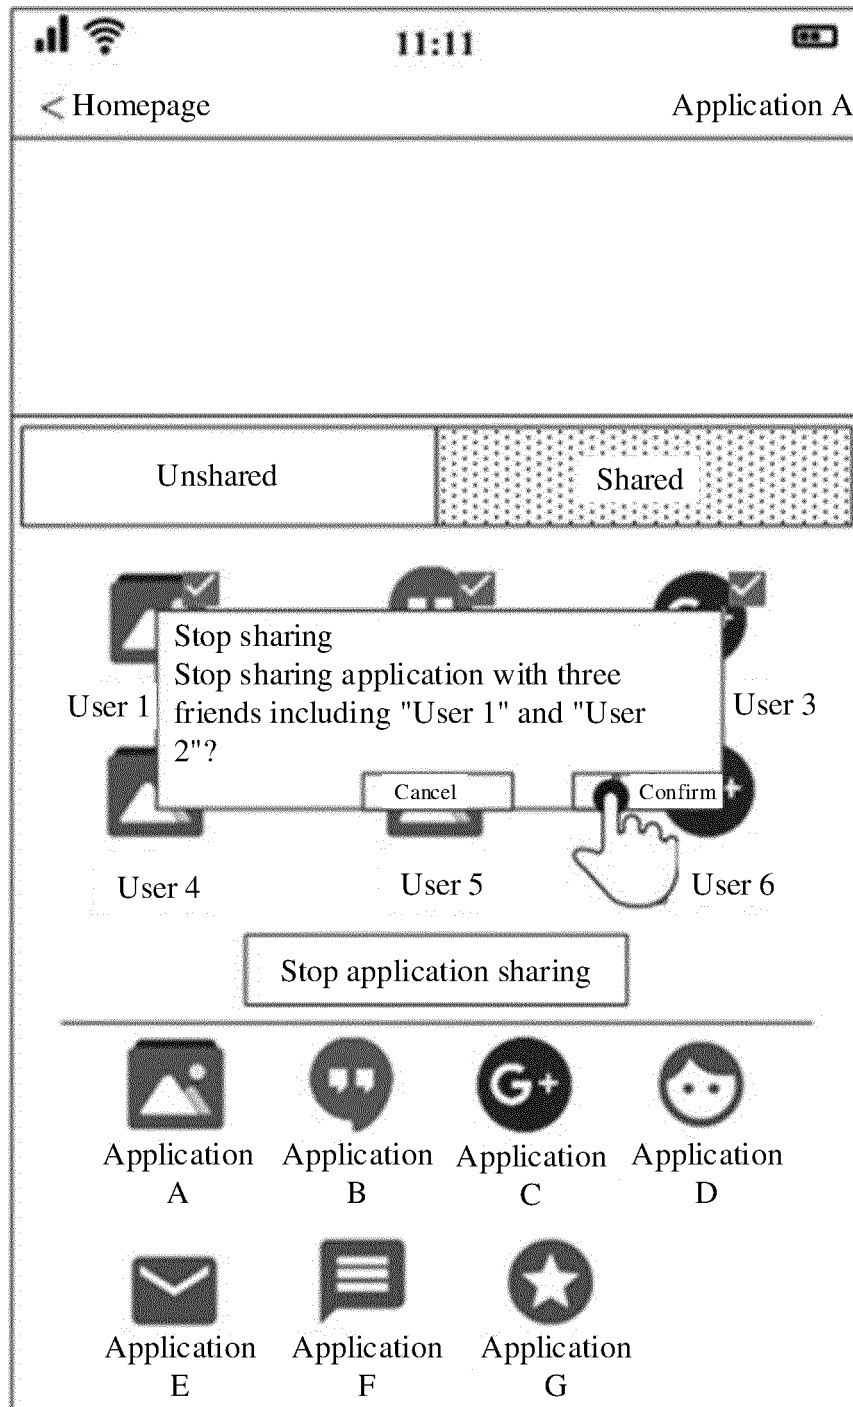 11:11
< Homepage
Application A
Unshared
Shared
Stop sharing
Stop sharing application with three
friends including "User 1" and "User
2"?
Cancel
Confirm
User 1
User 3
User 4
User 5
User 6
Stop application sharing
G+
Application
A
Application
B
Application
C
Application
D
Application
E
Application
F
Application
G